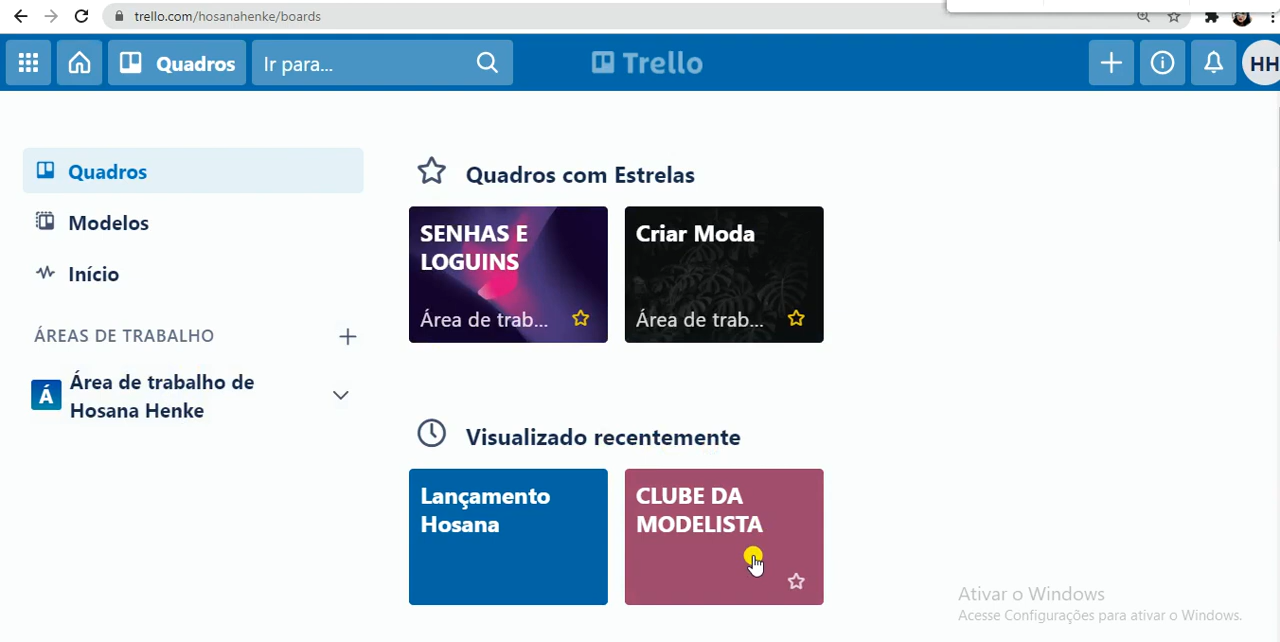 trello.com/hosanahenke/boards
Quadros
Ir para...
Trello
HH
Quadros
Modelos
Início
ÁREAS DE TRABALHO
Á
Área de trabalho de
Hosana Henke
Quadros com Estrelas
SENHAS E
LOGUINS
Área de trab...
Criar Moda
Área de trab...
Visualizado recentemente
Lançamento
Hosana
CLUBE DA
MODELISTA
Ativar o Windows
Acesse Configurações para ativar o Windows.